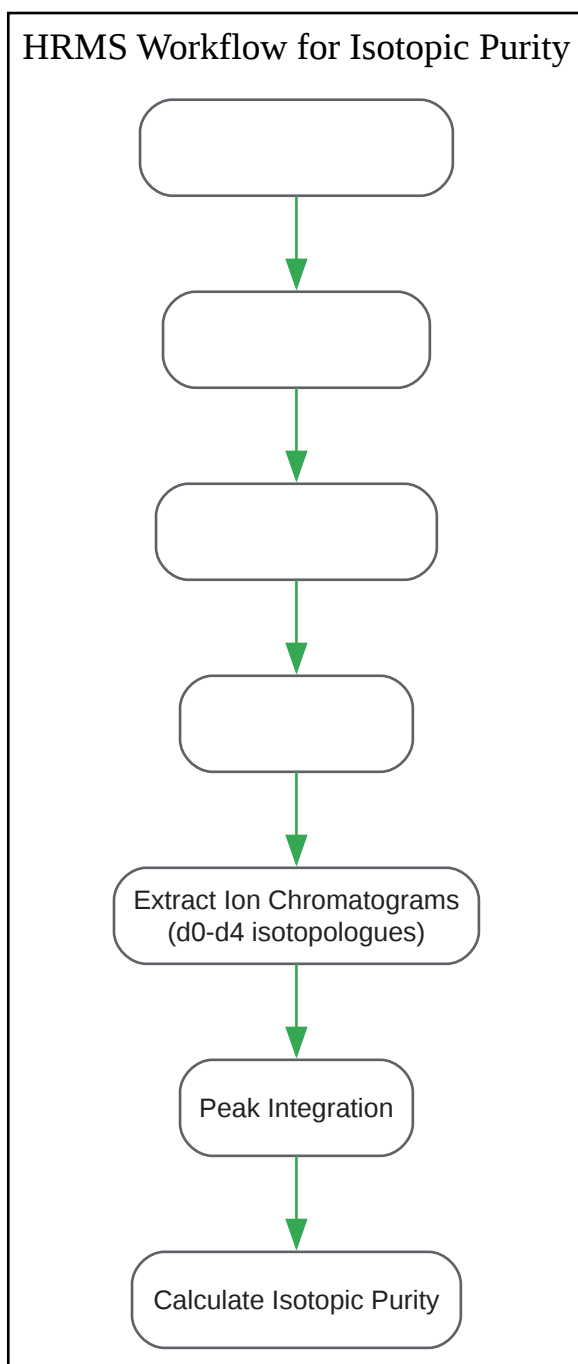 HRMS Workflow for Isotopic Purity
Extract Ion Chromatograms
(d0-d4 isotopologues)
Peak Integration
Calculate Isotopic Purity